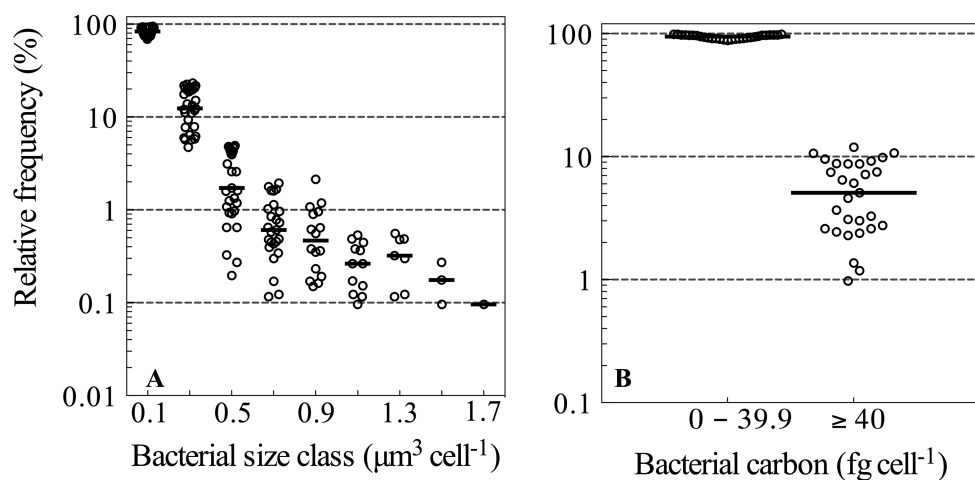 Relative frequency (%)
100
10
1
0.1
0.01
A
0.1 0.5 0.9 1.3 1.7
Bacterial size class (μm³ cell⁻¹)
100
10
1
0.1
B
0 – 39.9 ≥ 40
Bacterial carbon (fg cell⁻¹)